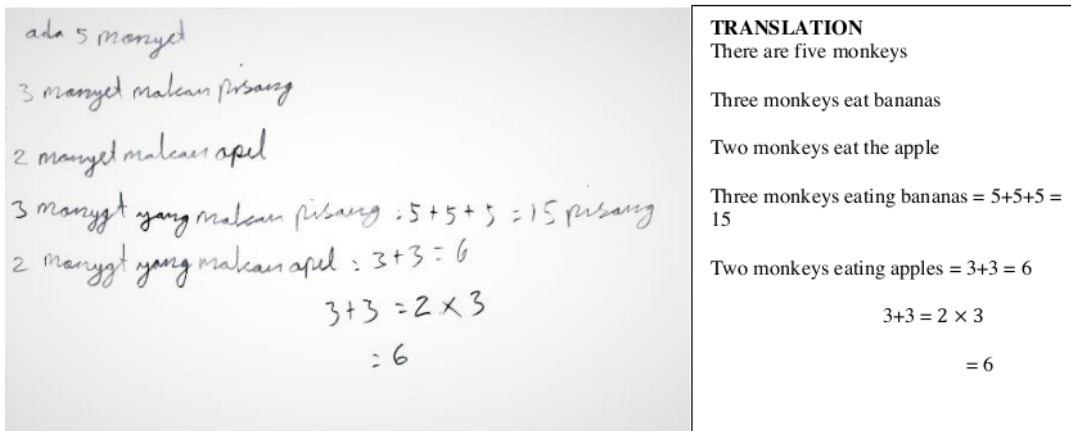 ada 5 monyet
3 monyet makan pisang
2 monyet makan apel
3 monyet yang makan pisang : 5 + 5 + 5 = 15 pisang
2 monyet yang makan apel : 3 + 3 = 6
3 + 3 = 2 × 3
= 6
TRANSLATION
There are five monkeys
Three monkeys eat bananas
Two monkeys eat the apple
Three monkeys eating bananas = 5+5+5 =
15
Two monkeys eating apples = 3+3 = 6
3+3 = 2 × 3
= 6